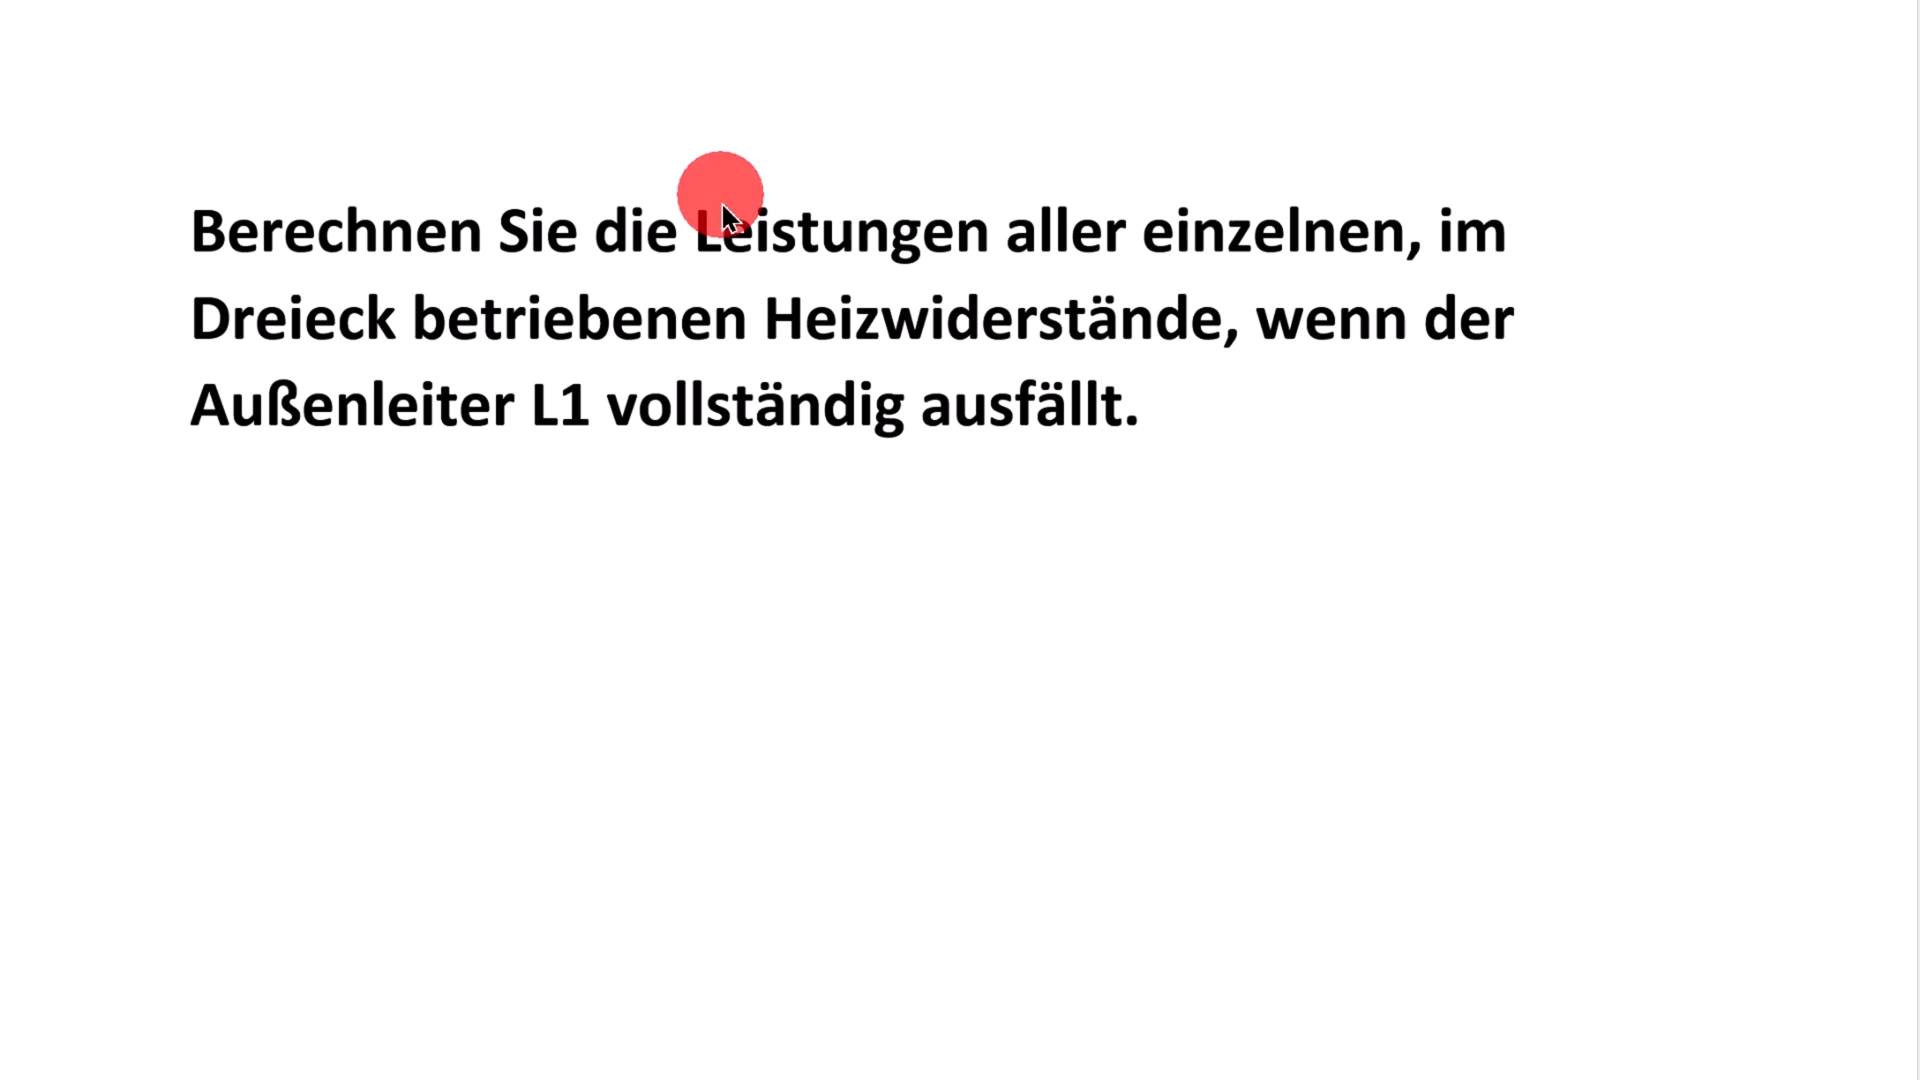 Berechnen Sie die Leistungen aller einzelnen, im
Dreieck betriebenen Heizwiderstände, wenn der
Außenleiter L1 vollständig ausfällt.